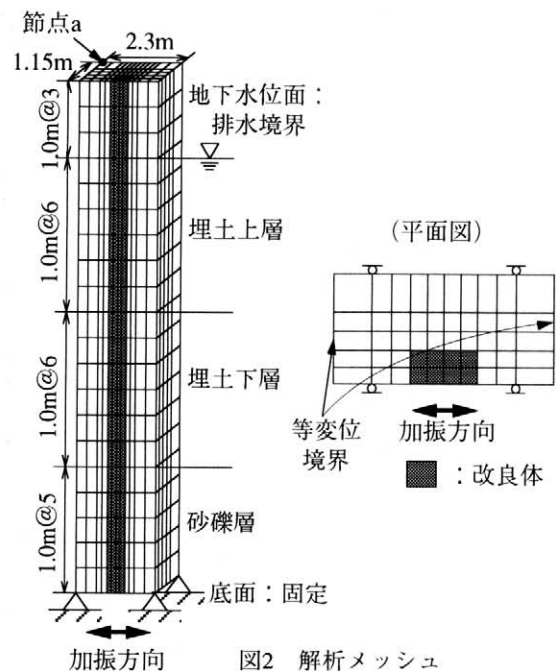 節点a
2.3m
1.15m
1.0m@3
地下水位面：
排水境界
1.0m@6
埋土上層
1.0m@6
埋土下層
1.0m@5
砂礫層
底面：固定
加振方向
(平面図)
等変位
境界
加振方向
：改良体
図2 解析メッシュ